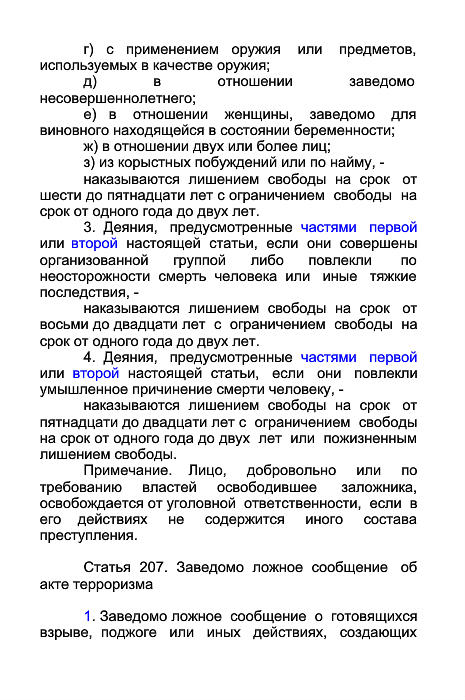 г) с применением оружия или предметов,
используемых в качестве оружия;
д) в отношении заведомо
несовершеннолетнего;
е) в отношении женщины, заведомо для
виновного находящейся в состоянии беременности;
ж) в отношении двух или более лиц;
з) из корыстных побуждений или по найму, -
наказываются лишением свободы на срок от
шести до пятнадцати лет с ограничением свободы на
срок от одного года до двух лет.
3. Деяния, предусмотренные частями первой
или второй настоящей статьи, если они совершены
организованной группой либо повлекли по
неосторожности смерть человека или иные тяжкие
последствия, -
наказываются лишением свободы на срок от
восьми до двадцати лет с ограничением свободы на
срок от одного года до двух лет.
4. Деяния, предусмотренные частями первой
или второй настоящей статьи, если они повлекли
умышленное причинение смерти человеку, -
наказываются лишением свободы на срок от
пятнадцати до двадцати лет с ограничением свободы
на срок от одного года до двух лет или пожизненным
лишением свободы.
Примечание. Лицо, добровольно или по
требованию властей освободившее заложника,
освобождается от уголовной ответственности, если в
его действиях не содержится иного состава
преступления.
Статья 207. Заведомо ложное сообщение об
акте терроризма
1. Заведомо ложное сообщение о готовящихся
взрыве, поджоге или иных действиях, создающих